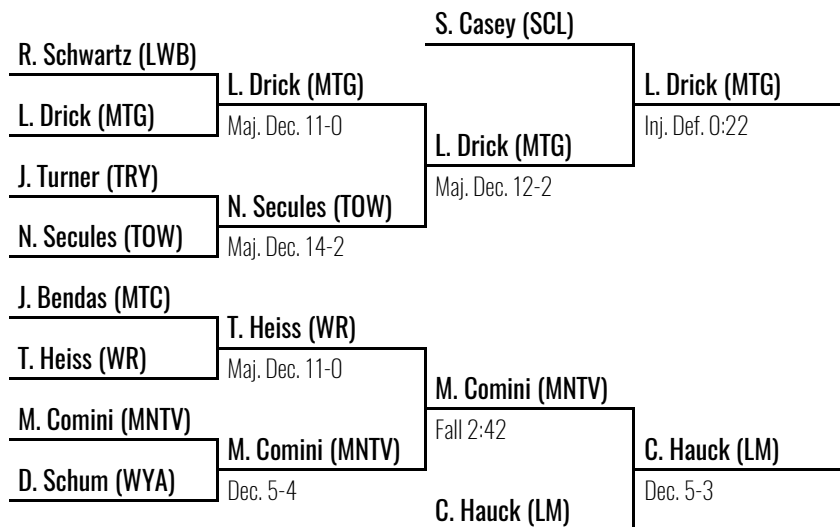 S. Casey (SCL)
R. Schwartz (LWB)
L. Drick (MTG)
L. Drick (MTG)
L. Drick (MTG)
Maj. Dec. 11-0
Inj. Def. 0:22
L. Drick (MTG)
J. Turner (TRY)
Maj. Dec. 12-2
N. Secules (TOW)
N. Secules (TOW)
Maj. Dec. 14-2
J. Bendas (MTC)
T. Heiss (WR)
T. Heiss (WR)
Maj. Dec. 11-0
M. Comini (MNTV)
M. Comini (MNTV)
Fall 2:42
M. Comini (MNTV)
C. Hauck (LM)
D. Schum (WYA)
Dec. 5-4
Dec. 5-3
C. Hauck (LM)